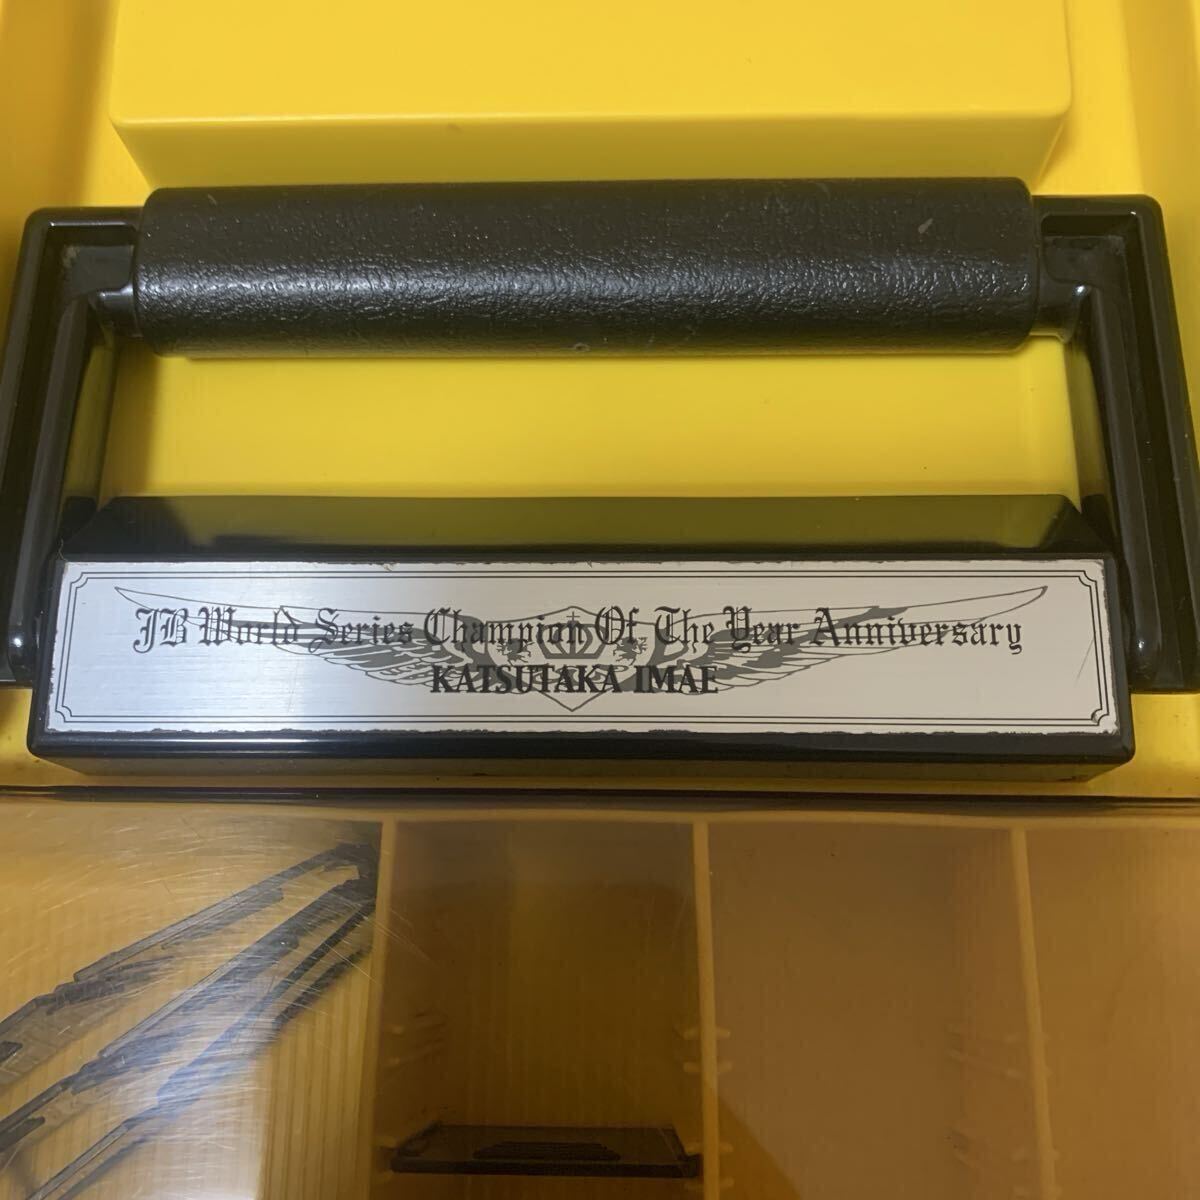 JB World Series Champion Of The Year Anniversary
KATSUTAKA IMAE